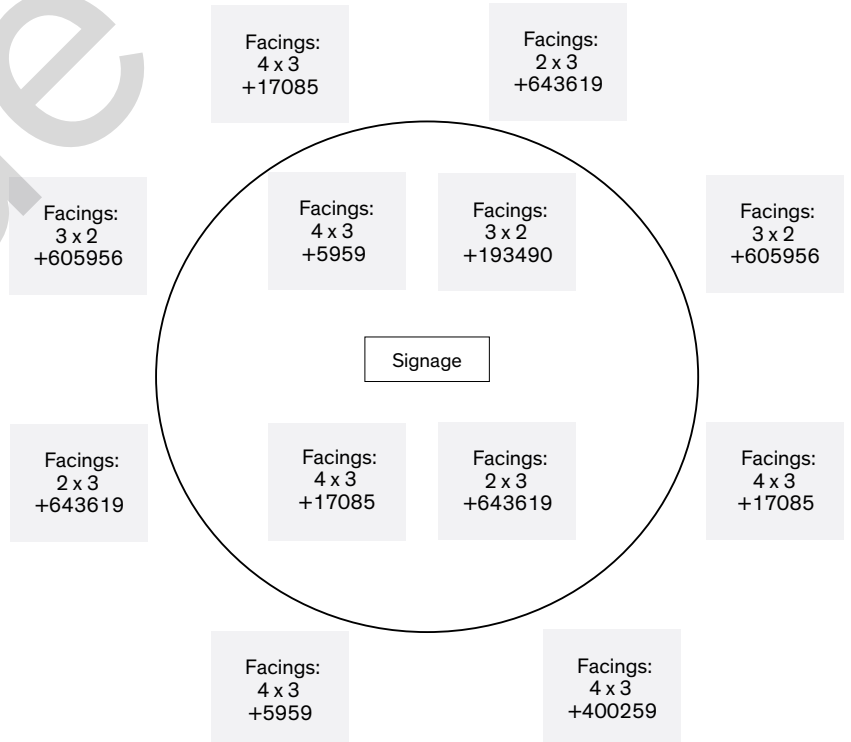 Facings:
4 x 3
+17085
Facings:
2 x 3
+643619
Facings:
3 x 2
+605956
Facings:
4 x 3
+5959
Facings:
3 x 2
+193490
Facings:
3 x 2
+605956
Signage
Facings:
2 x 3
+643619
Facings:
4 x 3
+17085
Facings:
2 x 3
+643619
Facings:
4 x 3
+17085
Facings:
4 x 3
+5959
Facings:
4 x 3
+400259